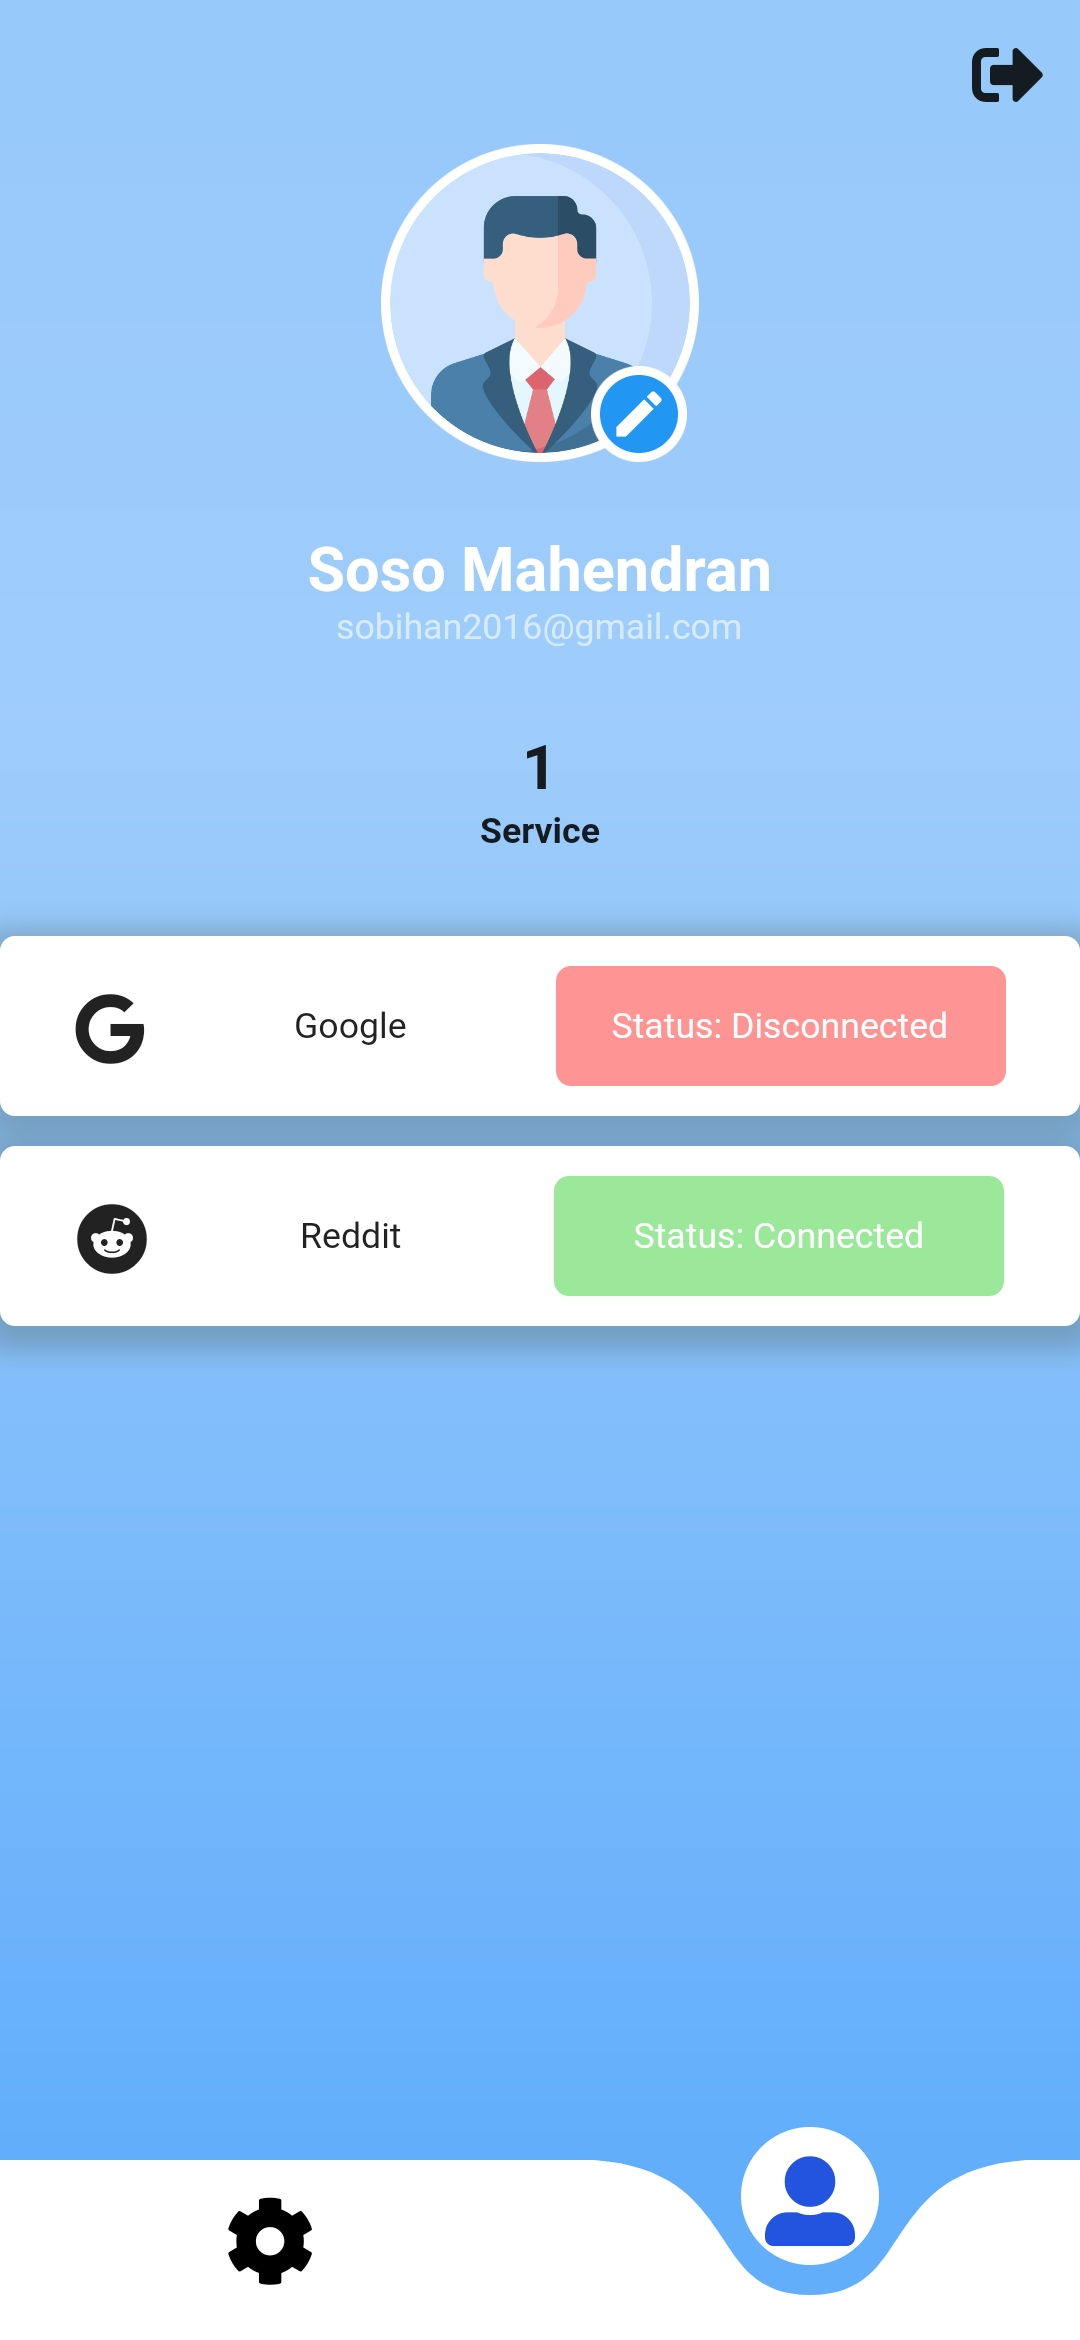 Soso Mahendran
sobihan2016@gmail.com
1
Service
Google
Status: Disconnected
Reddit
Status: Connected